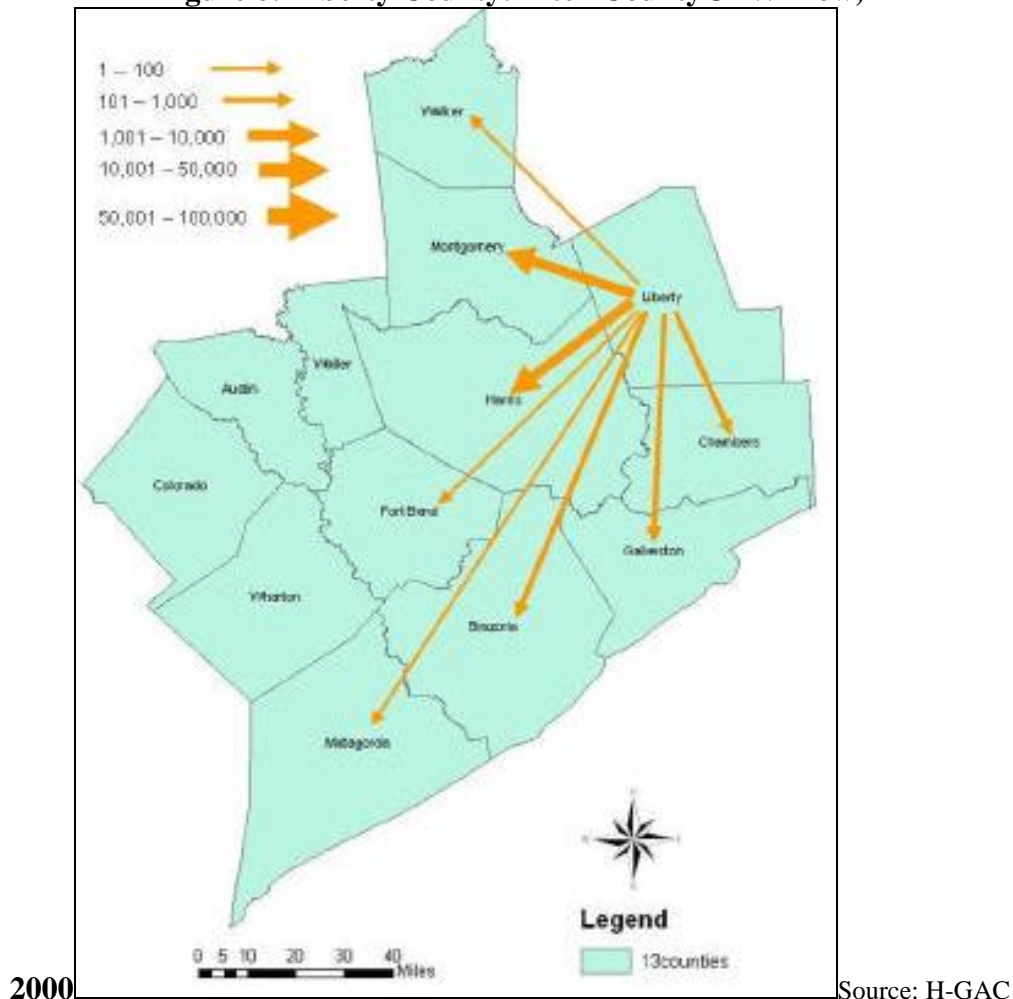 1 – 100
101 – 1,000
1,001 – 10,000
10,001 – 50,000
50,001 – 100,000
Walker
Montgomery
Liberty
Waller
Austin
Harris
Chambers
Colorado
Fort Bend
Galveston
Wharton
Brazoria
Matagorda
Legend
13counties
0 5 10 20 30 40
Miles
2000
Source: H-GAC